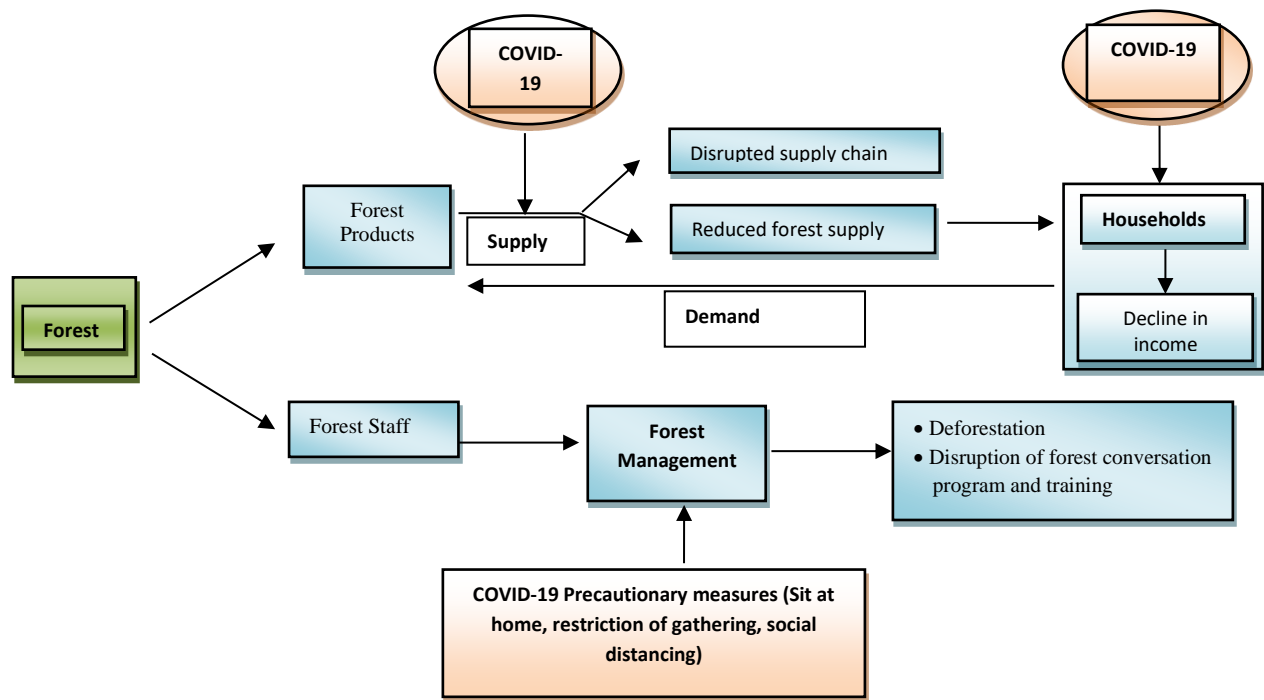 COVID-
19
COVID-19
Disrupted supply chain
Forest
Products
Supply
Reduced forest supply
Households
Demand
Decline in
income
Forest
Forest Staff
Forest
Management
• Deforestation
• Disruption of forest conversation
program and training
COVID-19 Precautionary measures (Sit at
home, restriction of gathering, social
distancing)